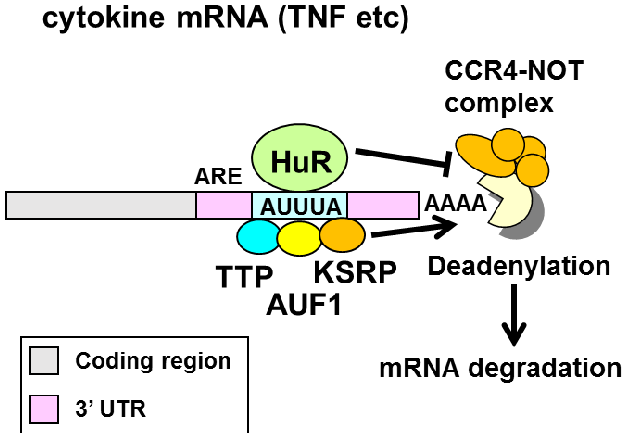 cytokine mRNA (TNF etc)
CCR4-NOT
complex
HuR
ARE
AUUUA
AAAA
TTP
KSRP
AUF1
Deadenylation
mRNA degradation
Coding region
3’ UTR